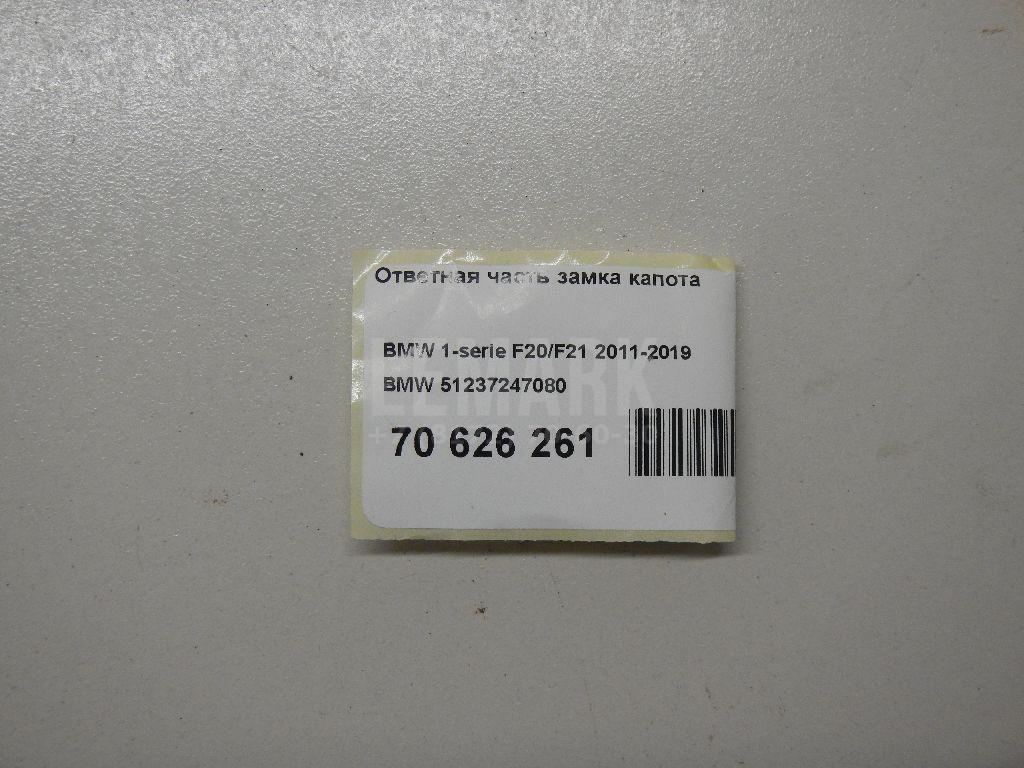 Ответная часть замка капота
BMW 1-serie F20/F21 2011-2019
BMW 51237247080
70 626 261